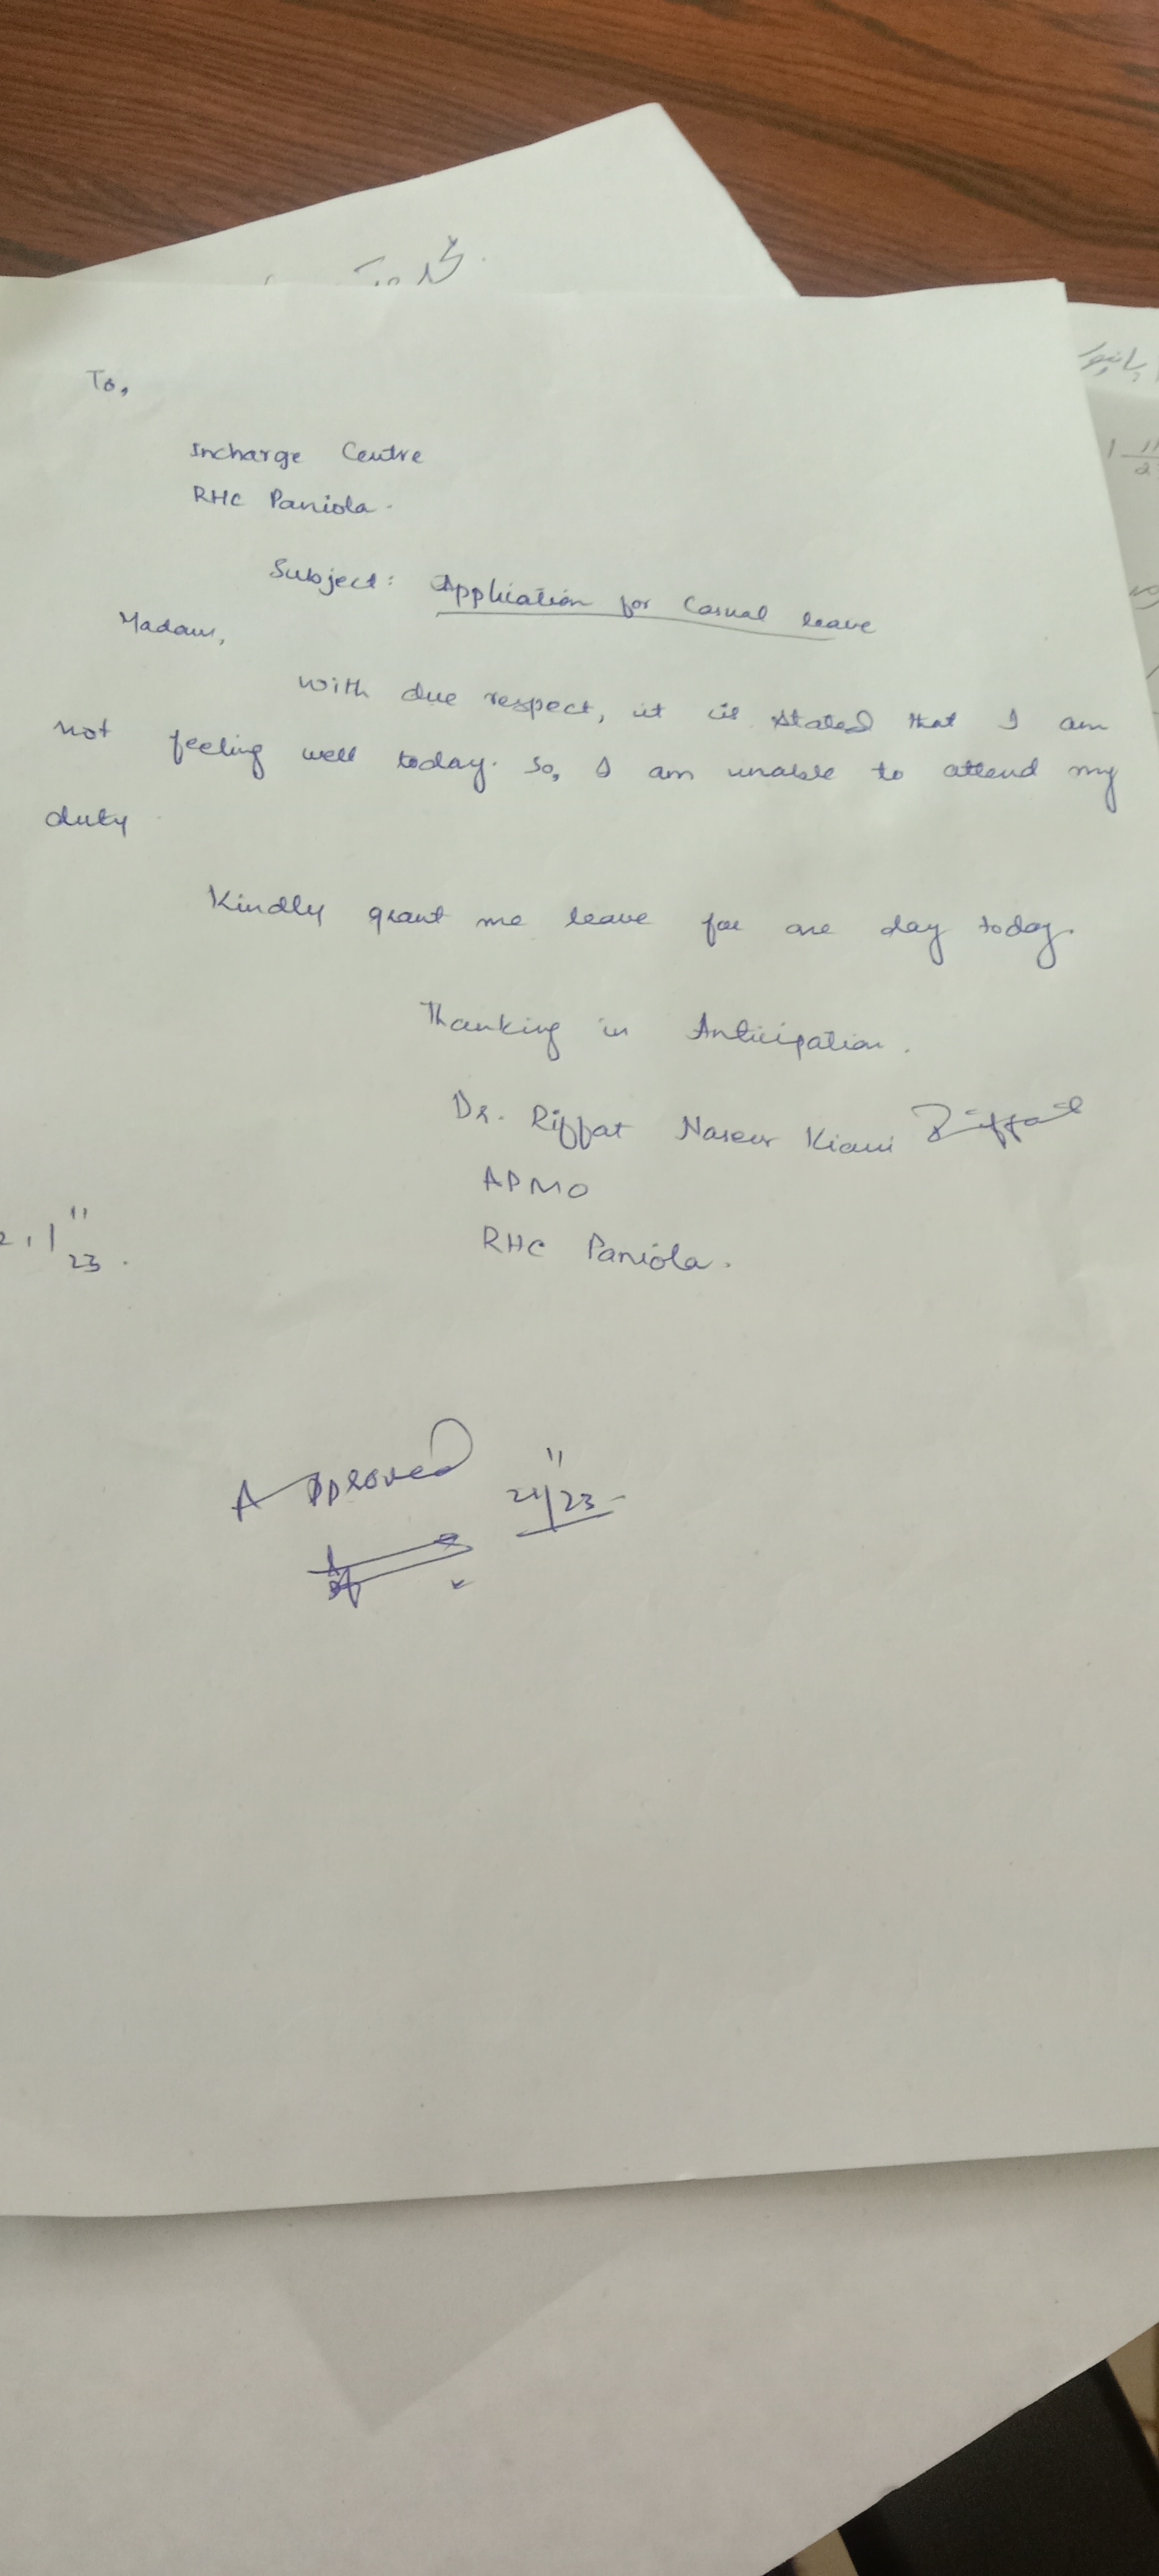 To,
Incharge Centre
RHC Paniola.
Subject: Application for Casual leave
Madam,
With due respect, it is stated that I am
not feeling well today. So, I am unable to attend my
duty.
Kindly grant me leave for one day today.
Thanking in Anticipation.
Dr. Riffat Naseer Kiani Riffat
APMO
RHC Paniola.
11
23.
Approved
11
21/23